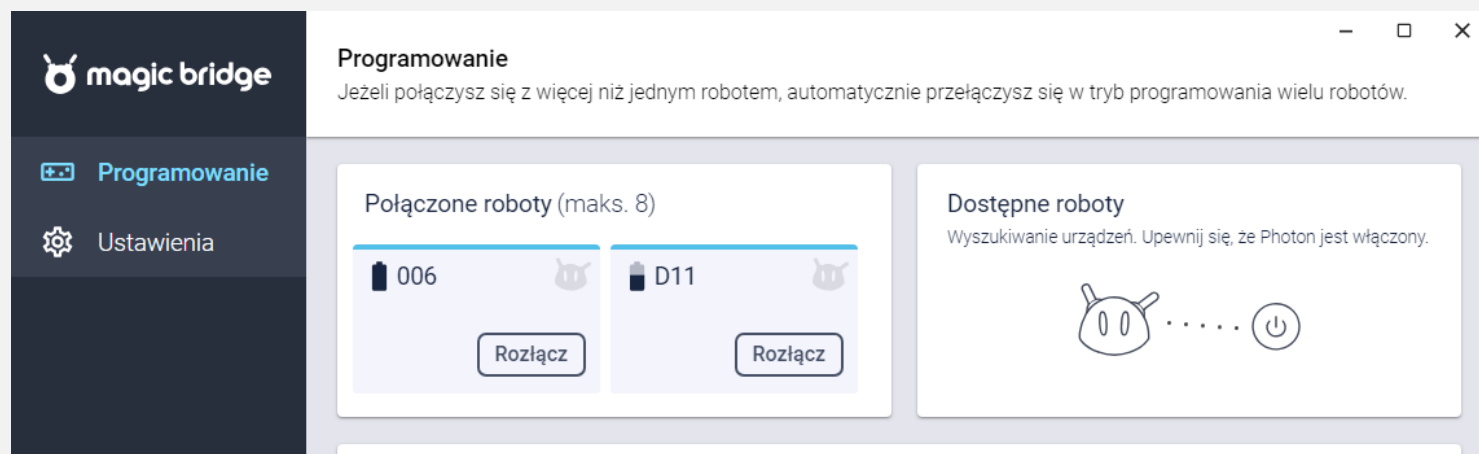 magic bridge
Programowanie
Ustawienia
Programowanie
Jeżeli połączysz się z więcej niż jednym robotem, automatycznie przełączysz się w tryb programowania wielu robotów.
Połączone roboty (maks. 8)
006
Rozłącz
D11
Rozłącz
Dostępne roboty
Wyszukiwanie urządzeń. Upewnij się, że Photon jest włączony.